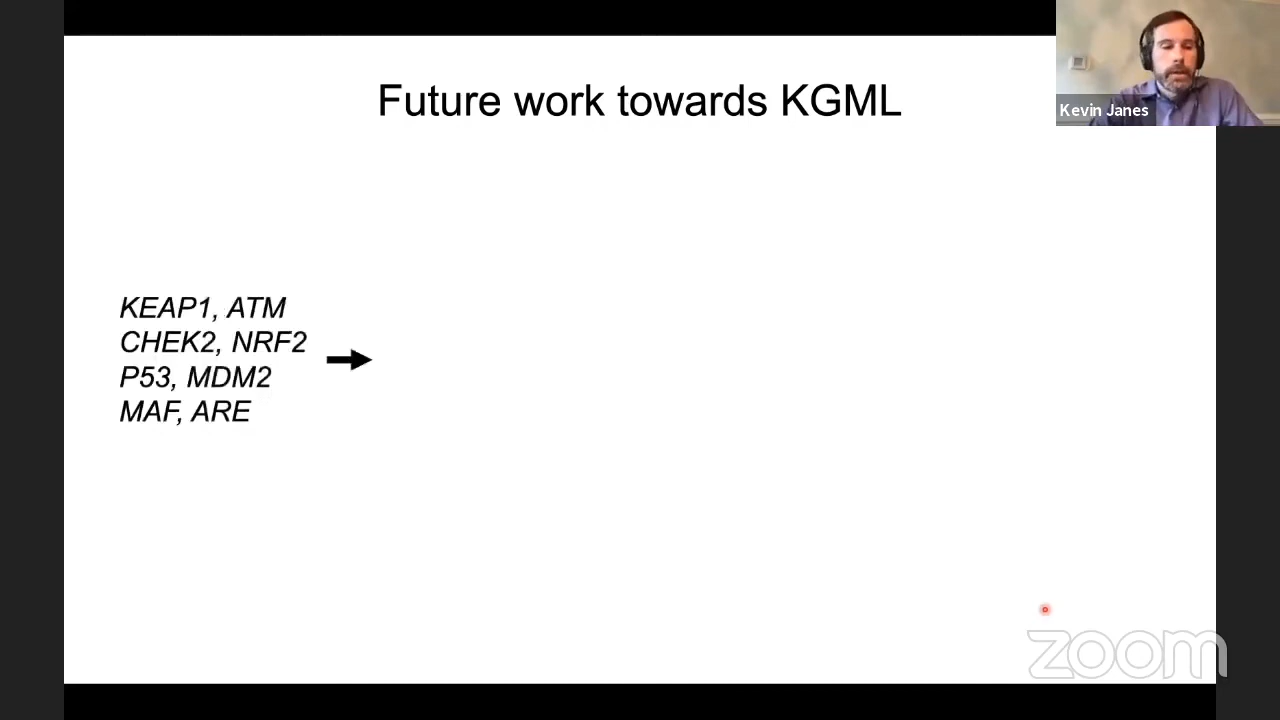 Future work towards KGML
Kevin Janes
KEAP1, ATM
CHEK2, NRF2
P53, MDM2
MAF, ARE
zoom